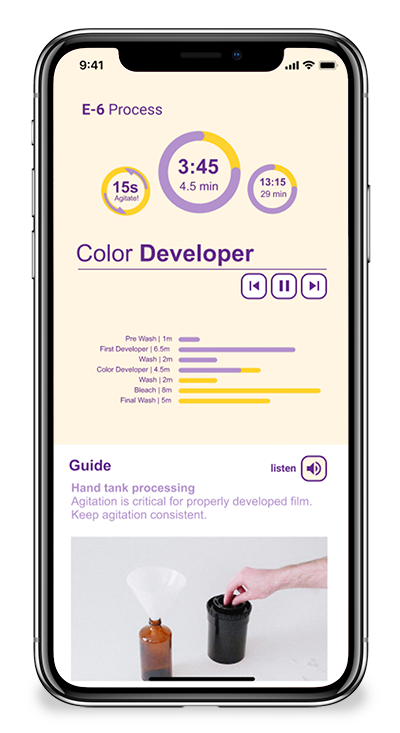 9:41
E-6 Process
15s
Agitate!
3:45
4.5 min
13:15
29 min
Color Developer
Pre Wash | 1m
First Developer | 6.5m
Wash | 2m
Color Developer | 4.5m
Wash | 2m
Bleach | 8m
Final Wash | 5m
Guide
listen
Hand tank processing
Agitation is critical for properly developed film.
Keep agitation consistent.